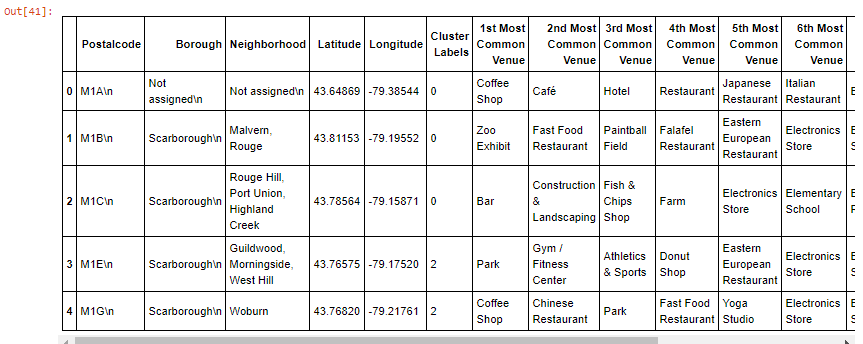 Out[41]:
Postalcode Borough Neighborhood Latitude Longitude Cluster Labels 1st Most Common Venue 2nd Most Common Venue 3rd Most Common Venue 4th Most Common Venue 5th Most Common Venue 6th Most Common Venue
0 M1A\n Not assigned\n Not assigned\n 43.64869 -79.38544 0 Coffee Shop Café Hotel Restaurant Japanese Restaurant Italian Restaurant
1 M1B\n Scarborough\n Malvern, Rouge 43.81153 -79.19552 0 Zoo Exhibit Fast Food Restaurant Paintball Field Falafel Restaurant Eastern European Restaurant Electronics Store
2 M1C\n Scarborough\n Rouge Hill, Port Union, Highland Creek 43.78564 -79.15871 0 Bar Construction & Landscaping Fish & Chips Shop Farm Electronics Store Elementary School
3 M1E\n Scarborough\n Guildwood, Morningside, West Hill 43.76575 -79.17520 2 Park Gym / Fitness Center Athletics & Sports Donut Shop Eastern European Restaurant Electronics Store
4 M1G\n Scarborough\n Woburn 43.76820 -79.21761 2 Coffee Shop Chinese Restaurant Park Fast Food Restaurant Yoga Studio Electronics Store